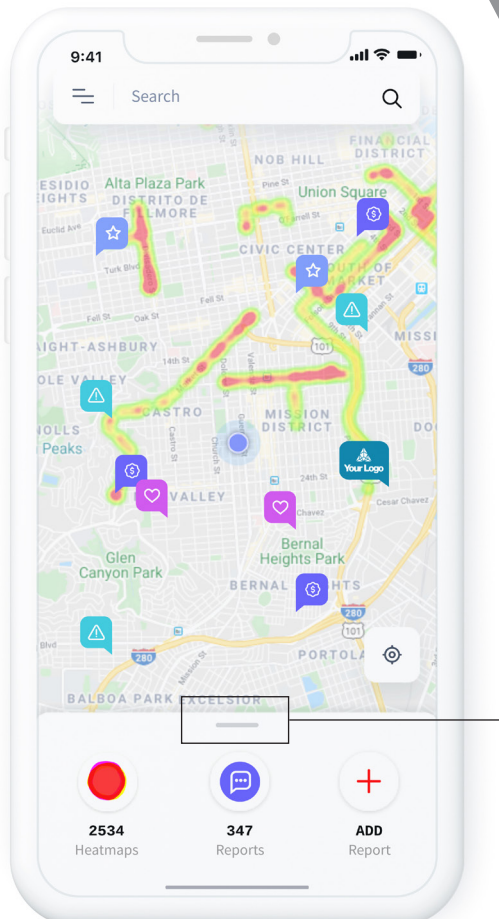 9:41
Search
FINANCIAL
DISTRICT
NOB HILL
Pine St
ESIDIO
EIGHTS
Alta Plaza Park
DISTRITO DE
FILLMORE
Union Square
O'Farrell St
Euclid Ave
CIVIC CENTER
Turk Blvd
SOUTH OF
MARKET
Fell St
Fell St
Oak St
101
MISSI
AIGHT-ASHBURY
14th St
280
OLE VALLEY
CASTRO
MISSION
DISTRICT
DO
NOLLS
Peaks
Castro St
Church St
Your Logo
24th St
VALLEY
Cesar Chavez
Chavez
Glen
Canyon Park
Bernal
Heights Park
BERNAL HTS
280
101
Blvd
280
Mission St
PORTOLA
BALBOA PARK
EXCELSIOR
2534
Heatmaps
347
Reports
ADD
Report